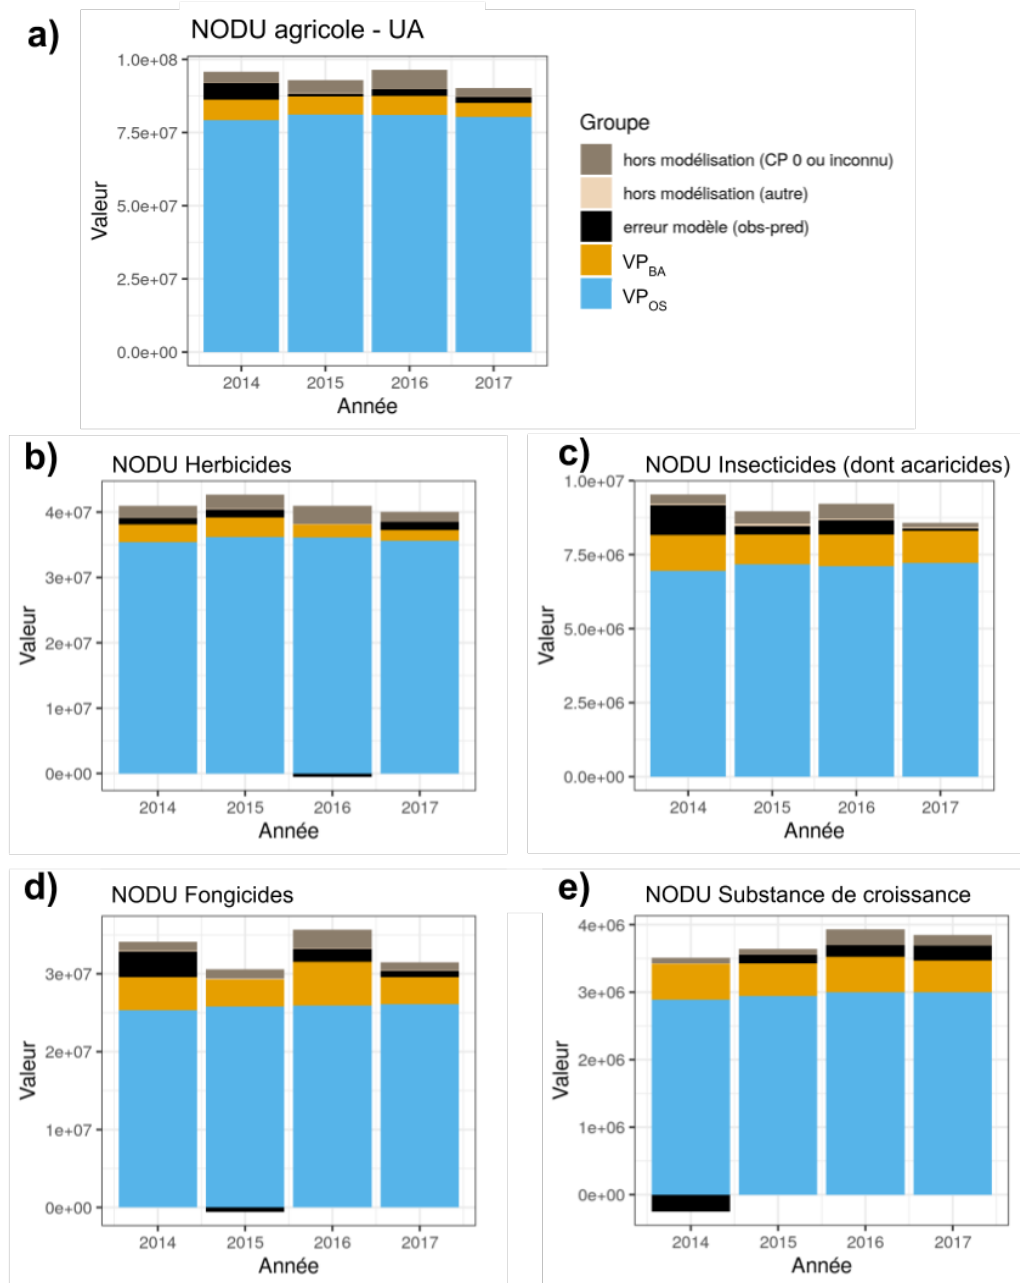 a)
NODU agricole - UA
1.0e+08
7.5e+07
5.0e+07
2.5e+07
0.0e+00
Valeur
2014 2015 2016 2017
Année
Groupe
hors modélisation (CP 0 ou inconnu)
hors modélisation (autre)
erreur modèle (obs-pred)
VP_BA
VP_OS
b)
NODU Herbicides
4e+07
3e+07
2e+07
1e+07
0e+00
Valeur
2014 2015 2016 2017
Année
c)
NODU Insecticides (dont acaricides)
1.0e+07
7.5e+06
5.0e+06
2.5e+06
0.0e+00
Valeur
2014 2015 2016 2017
Année
d)
NODU Fongicides
3e+07
2e+07
1e+07
0e+00
Valeur
2014 2015 2016 2017
Année
e)
NODU Substance de croissance
4e+06
3e+06
2e+06
1e+06
0e+00
Valeur
2014 2015 2016 2017
Année